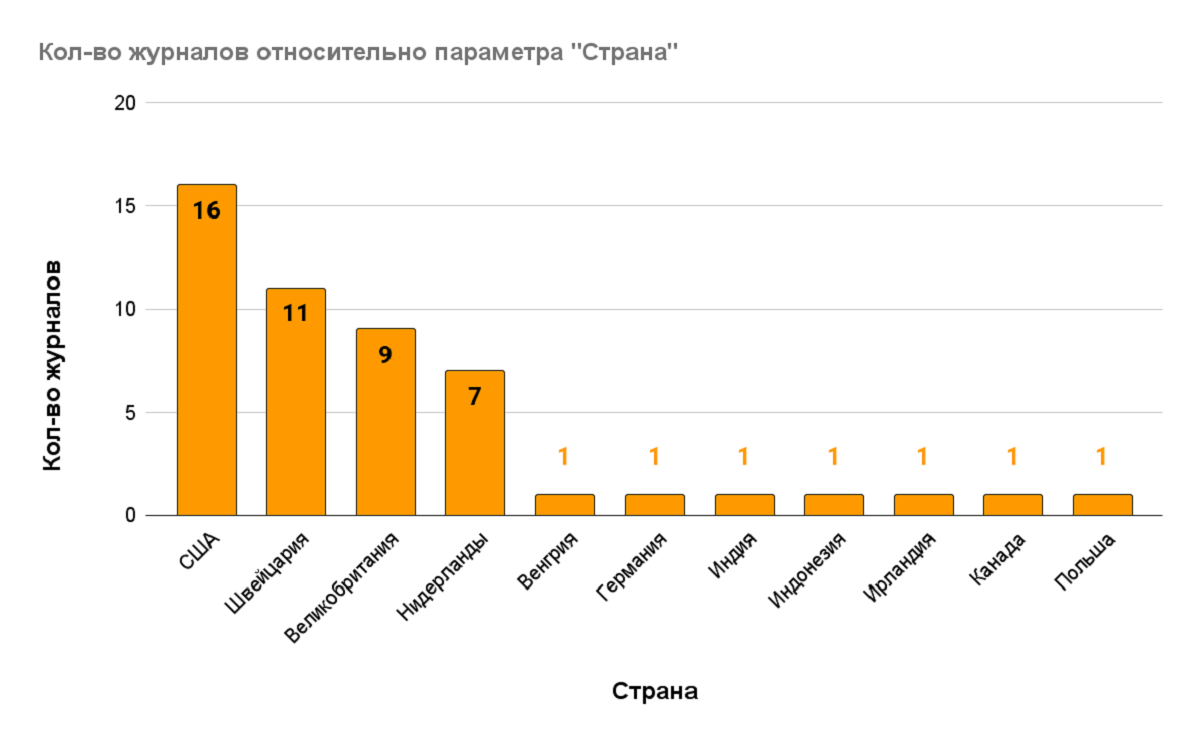 Кол-во журналов относительно параметра "Страна"
20
15
10
5
0
Кол-во журналов
16
11
9
7
1
1
1
1
1
1
1
США
Швейцария
Великобритания
Нидерланды
Венгрия
Германия
Индия
Индонезия
Ирландия
Канада
Польша
Страна